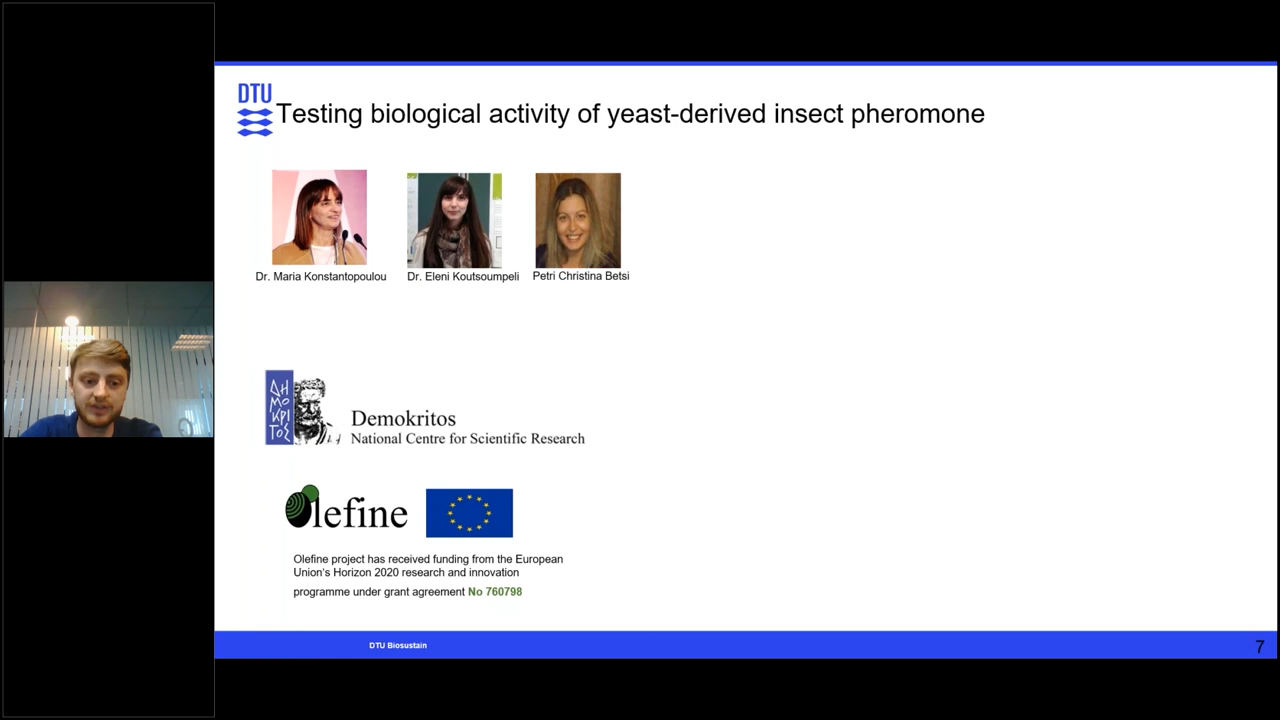 DTU
Testing biological activity of yeast-derived insect pheromone
Dr. Maria Konstantopoulou
Dr. Eleni Koutsoumpeli
Petri Christina Betsi
ΔΗ
ΜΟ
ΚΡΙ
ΤΟΣ
Demokritos
National Centre for Scientific Research
Olefine
Olefine project has received funding from the European
Union's Horizon 2020 research and innovation
programme under grant agreement No 760798
DTU Biosustain
7